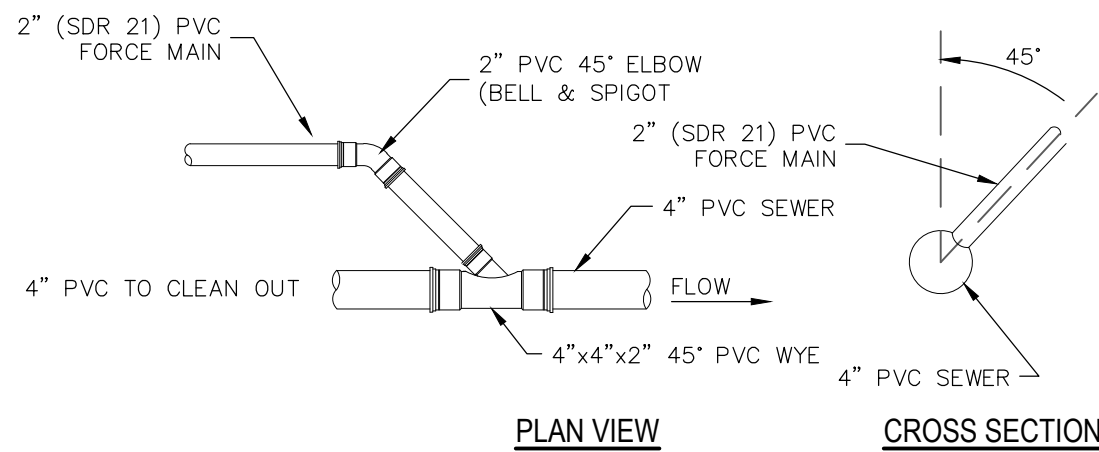 2” (SDR 21) PVC
FORCE MAIN
2” PVC 45° ELBOW
(BELL & SPIGOT
4” PVC SEWER
4” PVC TO CLEAN OUT
FLOW
4”x4”x2” 45° PVC WYE
PLAN VIEW
45°
2” (SDR 21) PVC
FORCE MAIN
4” PVC SEWER
CROSS SECTION